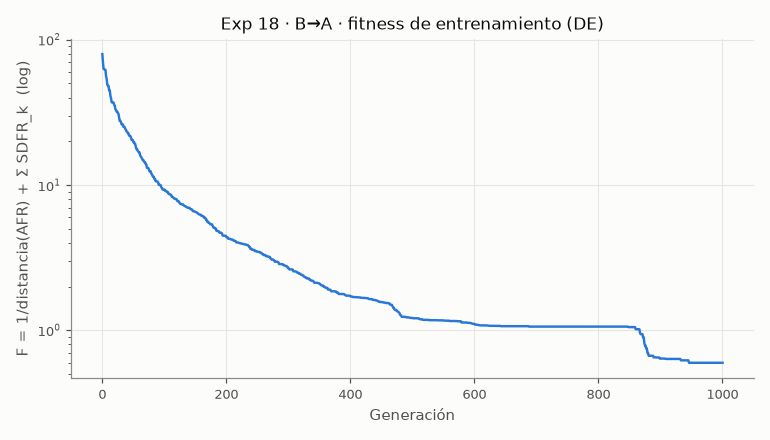 Exp 18 · B→A · fitness de entrenamiento (DE)
F = 1/distancia(AFR) + Σ SDFR_k (log)
10²
10¹
10⁰
0 200 400 600 800 1000
Generación